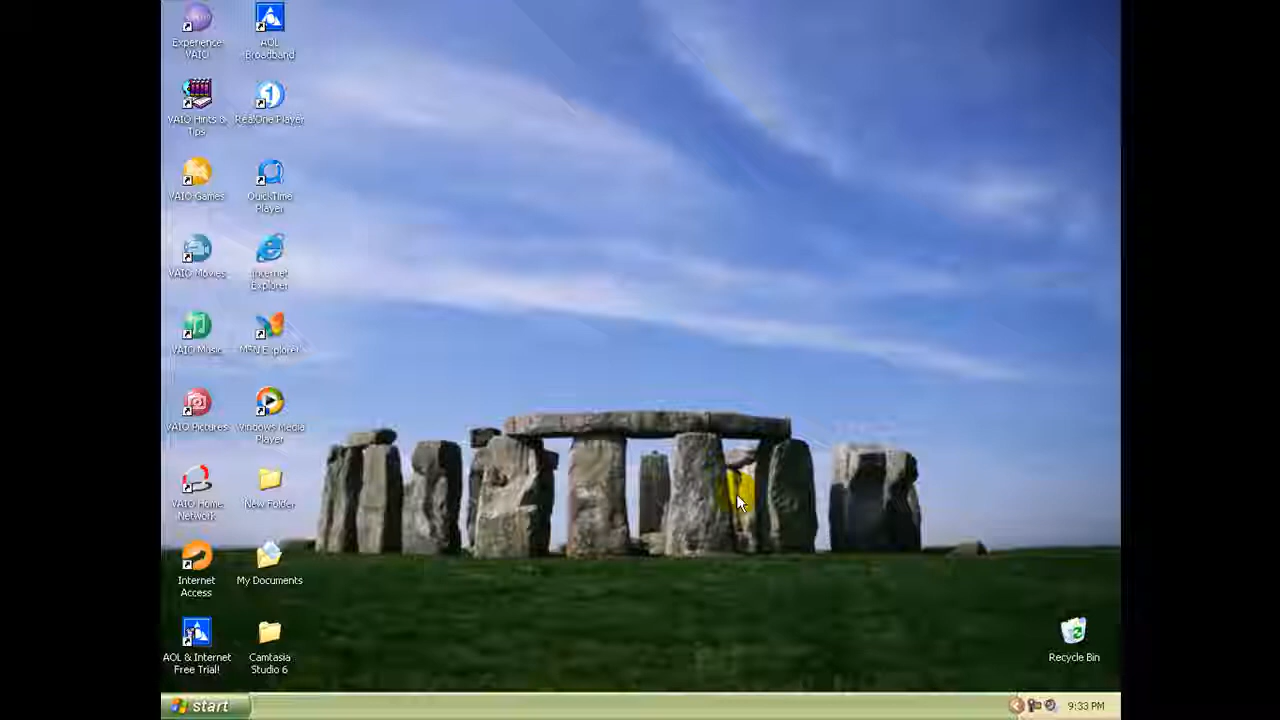 Experience
VAIO
AOL
Broadband
VAIO Hints &
Tips
RealOne Player
VAIO Games
QuickTime
Player
VAIO Movies
Internet
Explorer
VAIO Music
MSN Explorer
VAIO Pictures
Windows Media
Player
VAIO Home
Network
New Folder
Internet
Access
My Documents
AOL & Internet
Free Trial!
Camtasia
Studio 6
Recycle Bin
start
9:33 PM